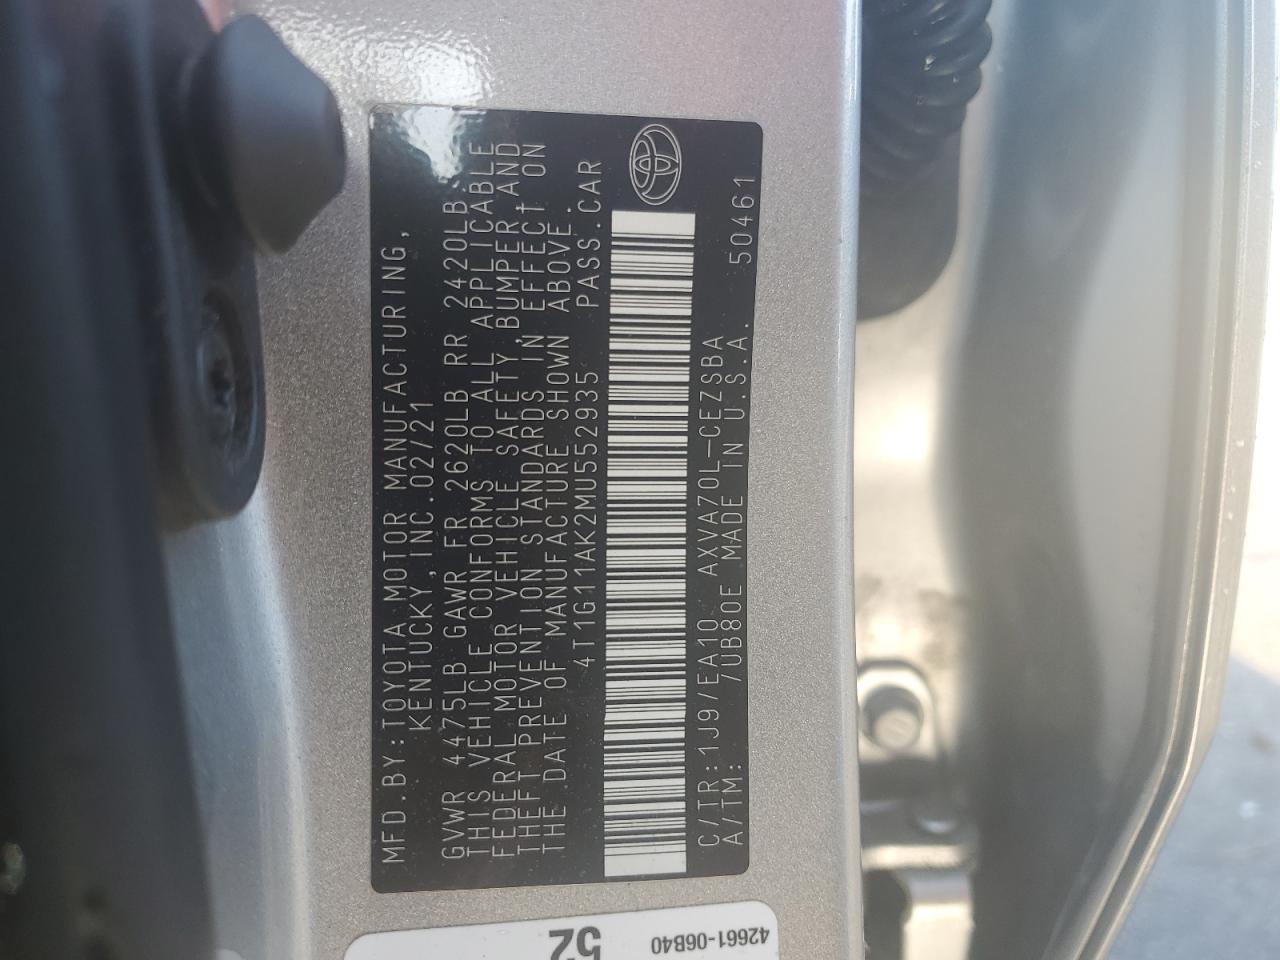 MFD.BY:TOYOTA MOTOR MANUFACTURING,
KENTUCKY,INC.02/21
GVWR 4475LB GAWR FR 2620LB RR 2420LB.
THIS VEHICLE CONFORMS TO ALL APPLICABLE
FEDERAL MOTOR VEHICLE SAFETY,BUMPER AND
THEFT PREVENTION STANDARDS IN EFFECT ON
THE DATE OF MANUFACTURE SHOWN ABOVE.
4T1G11AK2MU552935 PASS.CAR
C/TR:1J9/EA10 AXVA70L-CEZSBA
A/TM: /UB80E MADE IN U.S.A. 50461
42661-06B40
52